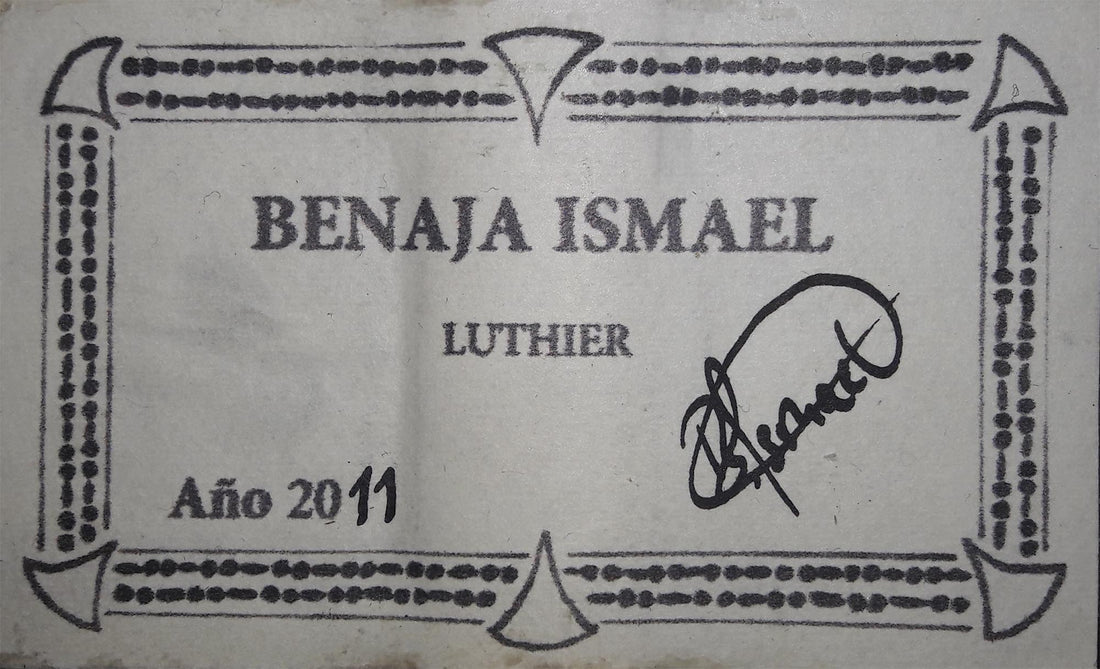 BENAJA ISMAEL
LUTHIER
Año 2011